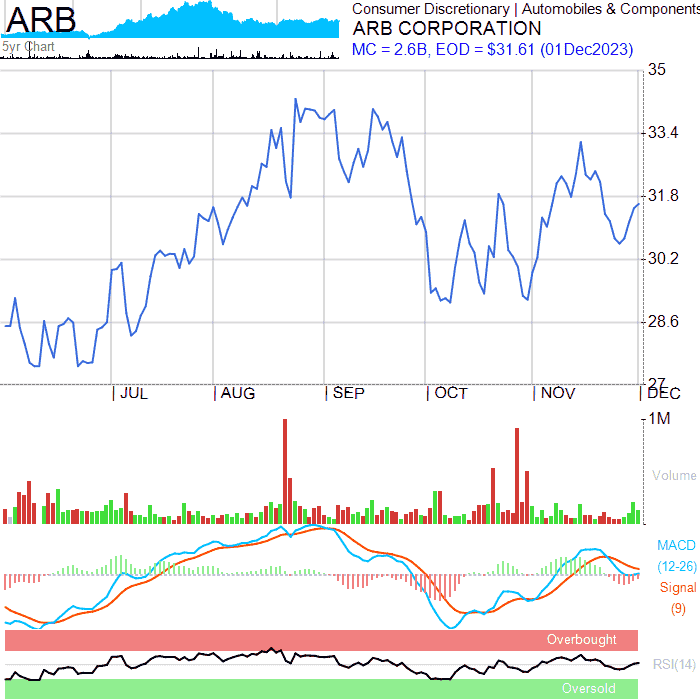 ARB
5yr Chart
Consumer Discretionary | Automobiles & Components
ARB CORPORATION
MC = 2.6B, EOD = $31.61 (01Dec2023)
35
33.4
31.8
30.2
28.6
27
JUL
AUG
SEP
OCT
NOV
DEC
1M
Volume
MACD
(12-26)
Signal
(9)
Overbought
RSI(14)
Oversold